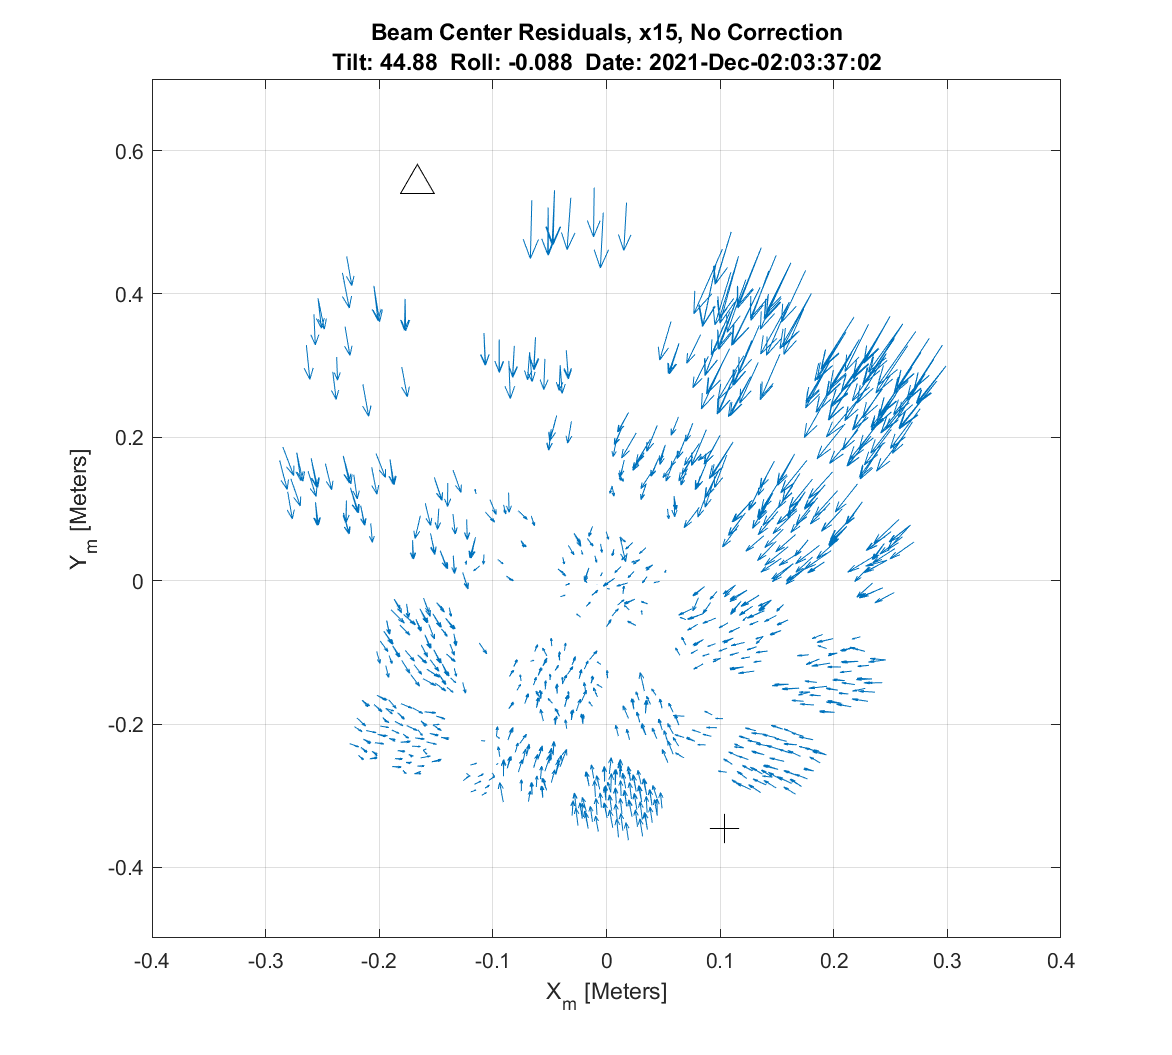 Beam Center Residuals, x15, No Correction
Tilt: 44.88 Roll: -0.088 Date: 2021-Dec-02:03:37:02
0.6
0.4
0.2
0
-0.2
-0.4
Y_m [Meters]
-0.4 -0.3 -0.2 -0.1 0 0.1 0.2 0.3 0.4
X_m [Meters]